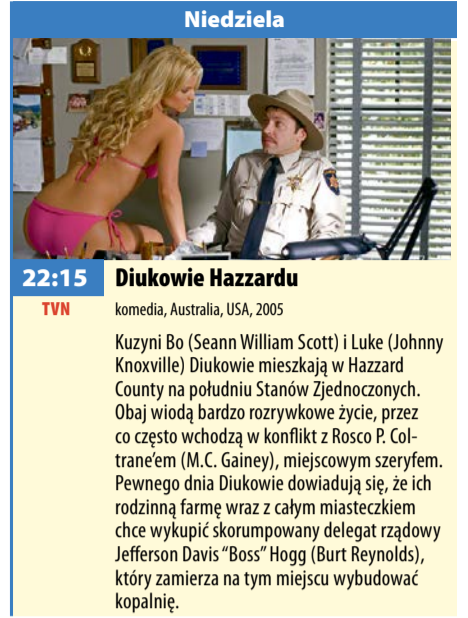 Niedziela
22:15
TVN
Diukowie Hazzardu
komedia, Australia, USA, 2005
Kuzyni Bo (Seann William Scott) i Luke (Johnny
Knoxville) Diukowie mieszkają w Hazzard
County na południu Stanów Zjednoczonych.
Obaj wiodą bardzo rozrywkowe życie, przez
co często wchodzą w konflikt z Rosco P. Col-
trane'em (M.C. Gainey), miejscowym szeryfem.
Pewnego dnia Diukowie dowiadują się, że ich
rodzinną farmę wraz z całym miasteczkiem
chce wykupić skorumpowany delegat rządowy
Jefferson Davis “Boss” Hogg (Burt Reynolds),
który zamierza na tym miejscu wybudować
kopalnię.